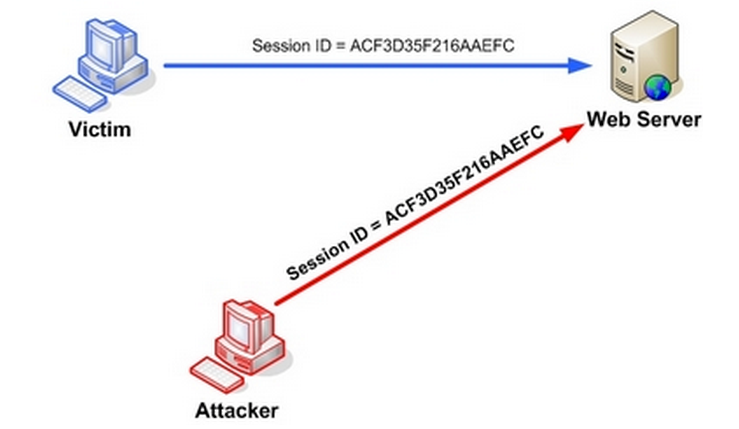 Session ID = ACF3D35F216AAEFC
Victim
Web Server
Session ID = ACF3D35F216AAEFC
Attacker